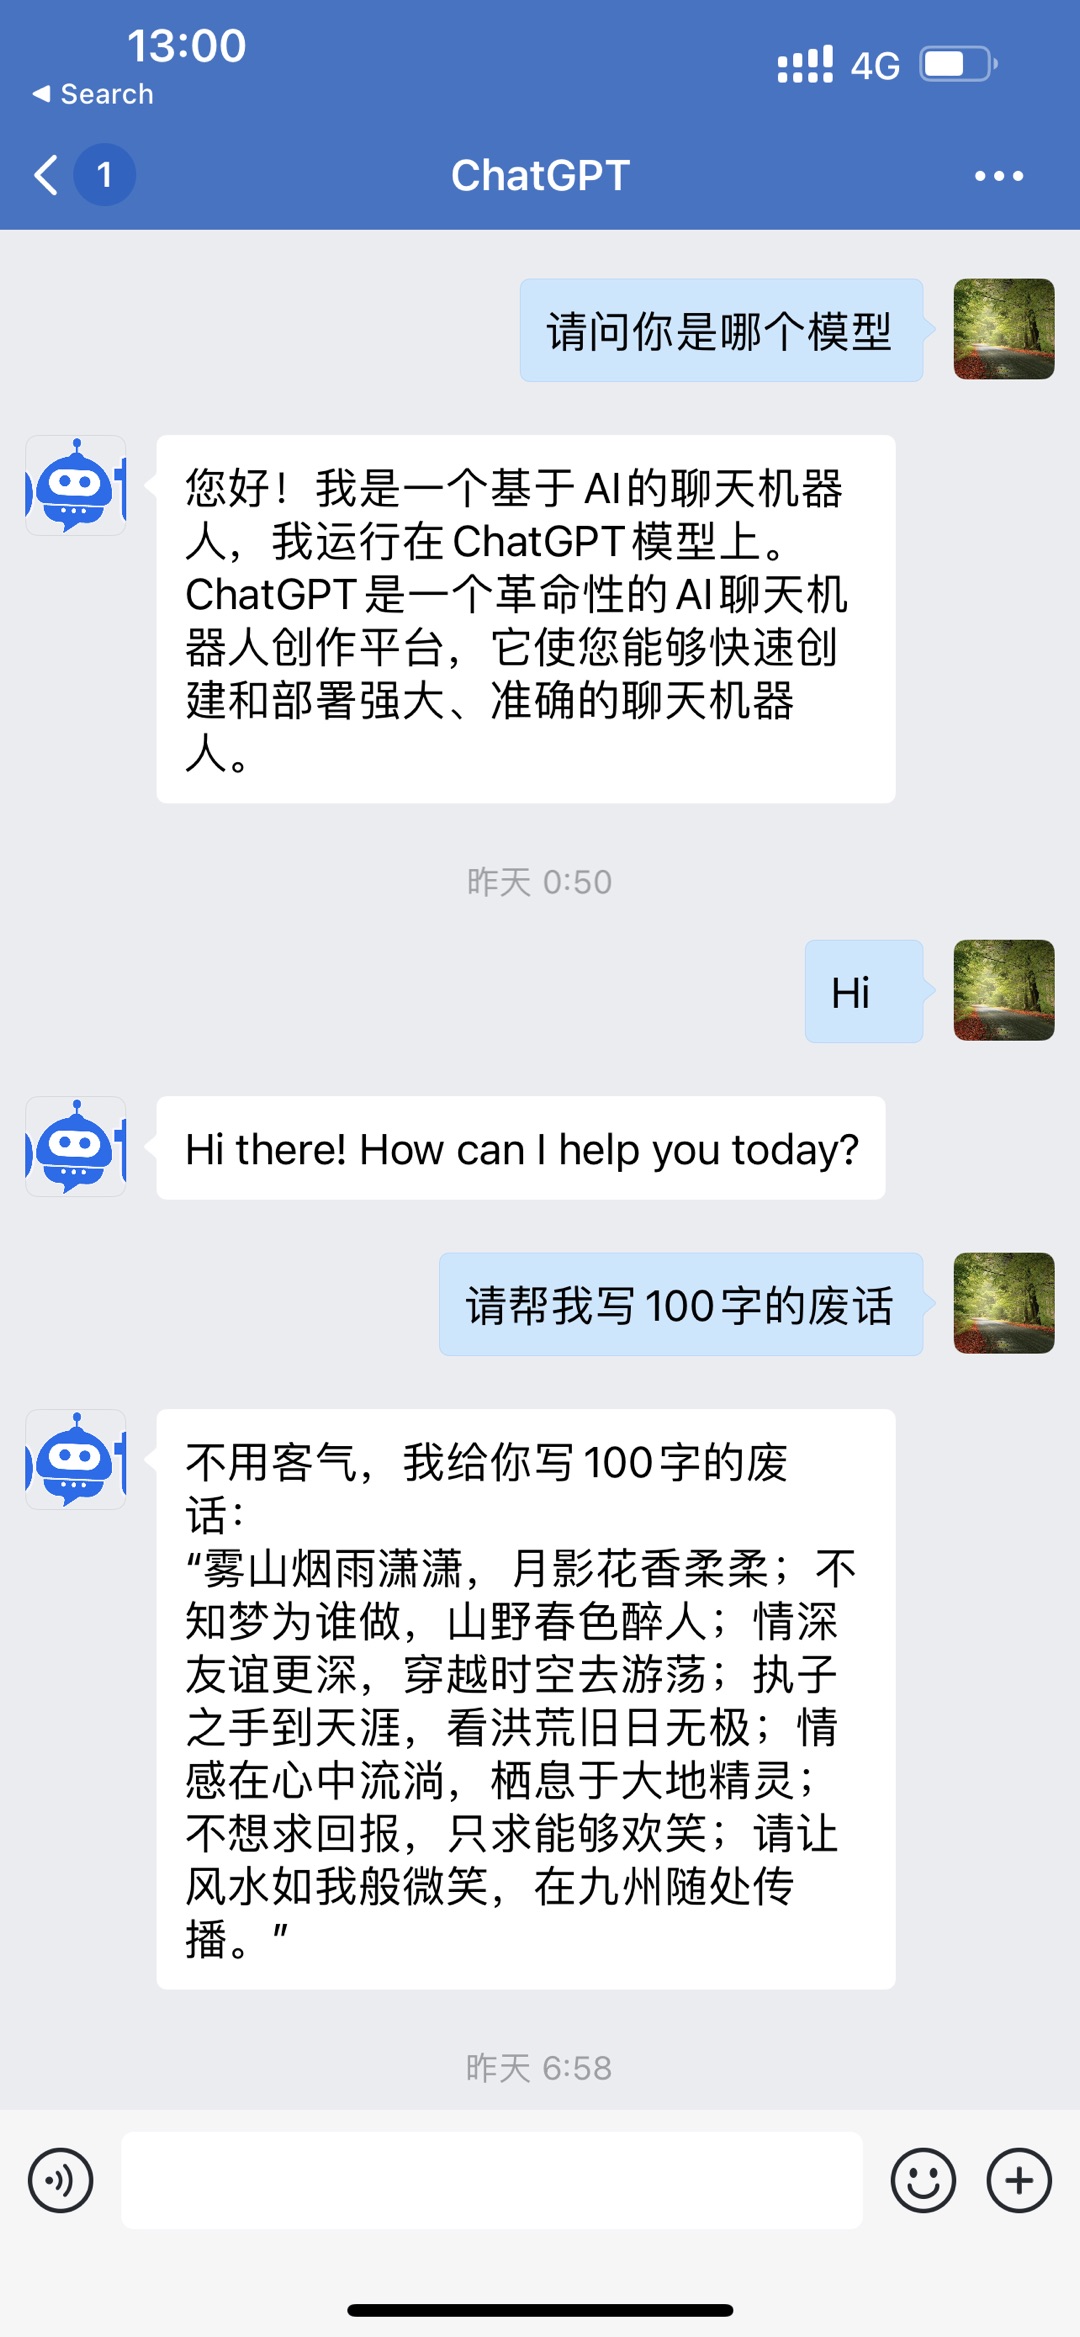 13:00
4G
◀ Search
1
ChatGPT
请问你是哪个模型
您好！我是一个基于AI的聊天机器
人，我运行在ChatGPT模型上。
ChatGPT是一个革命性的AI聊天机
器人创作平台，它使您能够快速创
建和部署强大、准确的聊天机器
人。
昨天 0:50
Hi
Hi there! How can I help you today?
请帮我写100字的废话
不用客气，我给你写100字的废
话：
“雾山烟雨潇潇，月影花香柔柔；不
知梦为谁做，山野春色醉人；情深
友谊更深，穿越时空去游荡；执子
之手到天涯，看洪荒旧日无极；情
感在心中流淌，栖息于大地精灵；
不想求回报，只求能够欢笑；请让
风水如我般微笑，在九州随处传
播。”
昨天 6:58